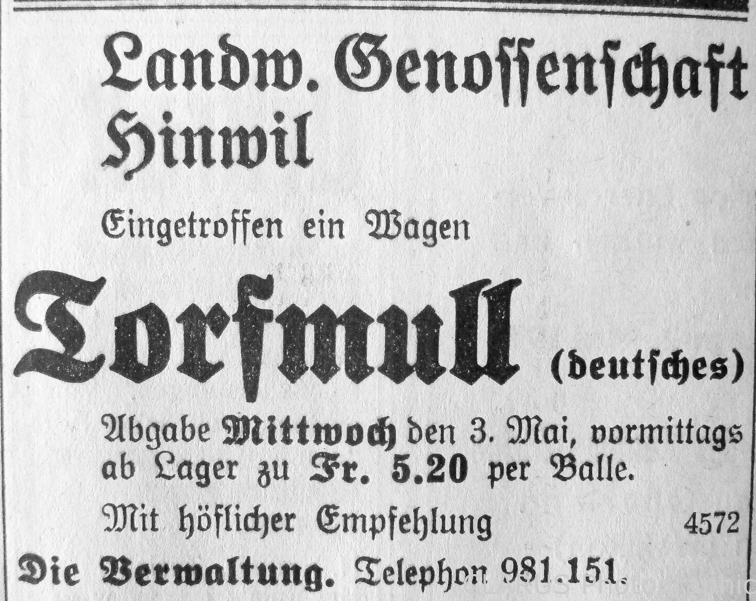 Landw. Genossenschaft
Hinwil
Eingetroffen ein Wagen
Torfmull (deutsches)
Abgabe Mittwoch den 3. Mai, vormittags
ab Lager zu Fr. 5.20 per Balle.
Mit höflicher Empfehlung 4572
Die Verwaltung. Telephon 981.151.